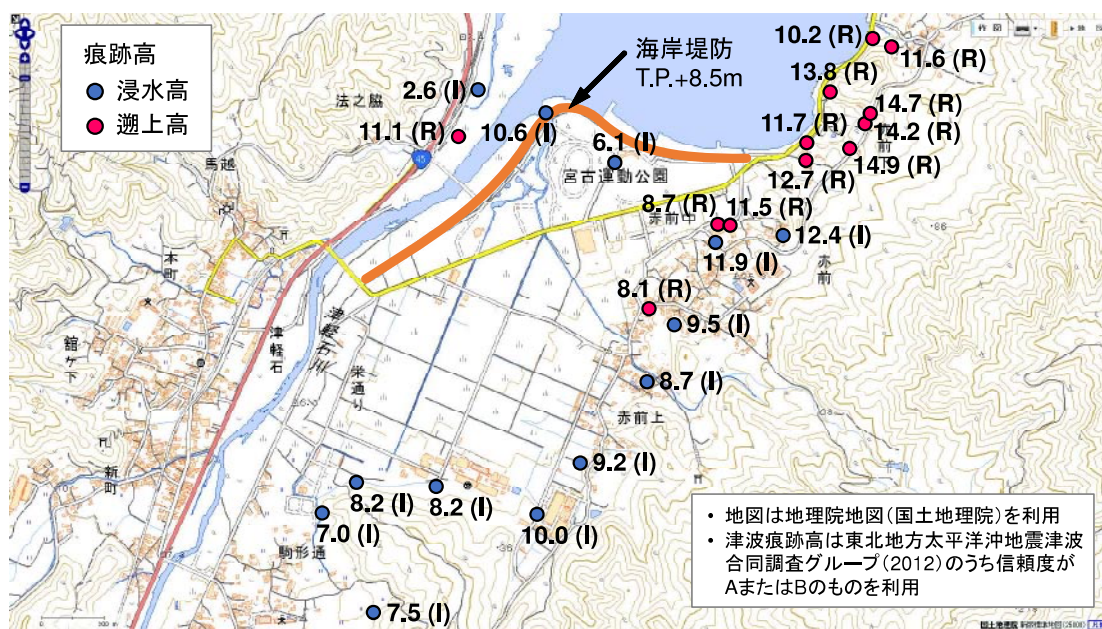 痕跡高
浸水高
遡上高
海岸堤防
T.P.+8.5m
10.2 (R)
11.6 (R)
13.8 (R)
2.6 (I)
法之脇
14.7 (R)
11.1 (R)
10.6 (I)
14.2 (R)
11.7 (R)
6.1 (I)
45
馬越
宮古運動公園
14.9 (R)
12.7 (R)
8.7 (R)
11.5 (R)
赤前中
12.4 (I)
本町
11.9 (I)
赤前
8.1 (R)
9.5 (I)
舘ヶ下
津軽石
津軽石川
栄通り
8.7 (I)
赤前上
9.2 (I)
新町
8.2 (I)
8.2 (I)
7.0 (I)
10.0 (I)
駒形通
7.5 (I)
・ 地図は地理院地図(国土地理院)を利用
・ 津波痕跡高は東北地方太平洋沖地震津波
合同調査グループ(2012)のうち信頼度が
AまたはBのものを利用